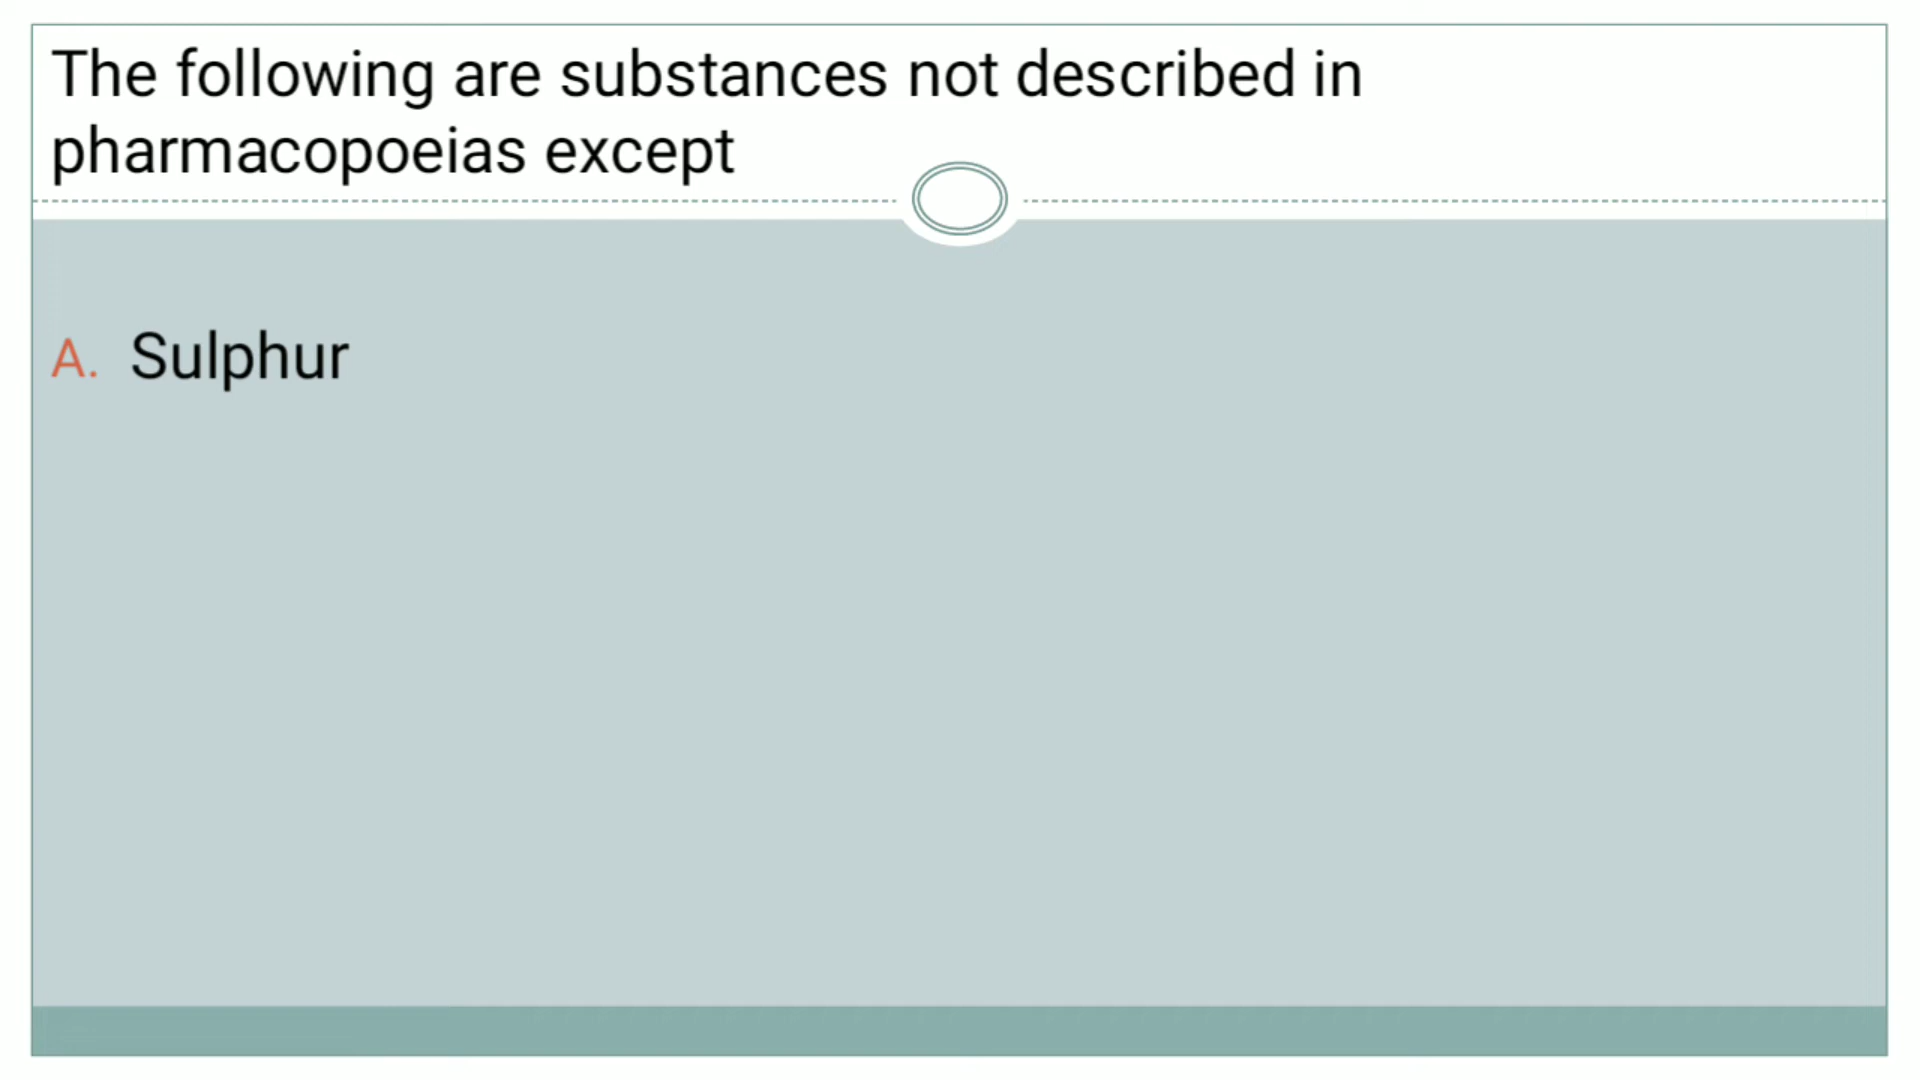 The following are substances not described in
pharmacopoeias except
A. Sulphur